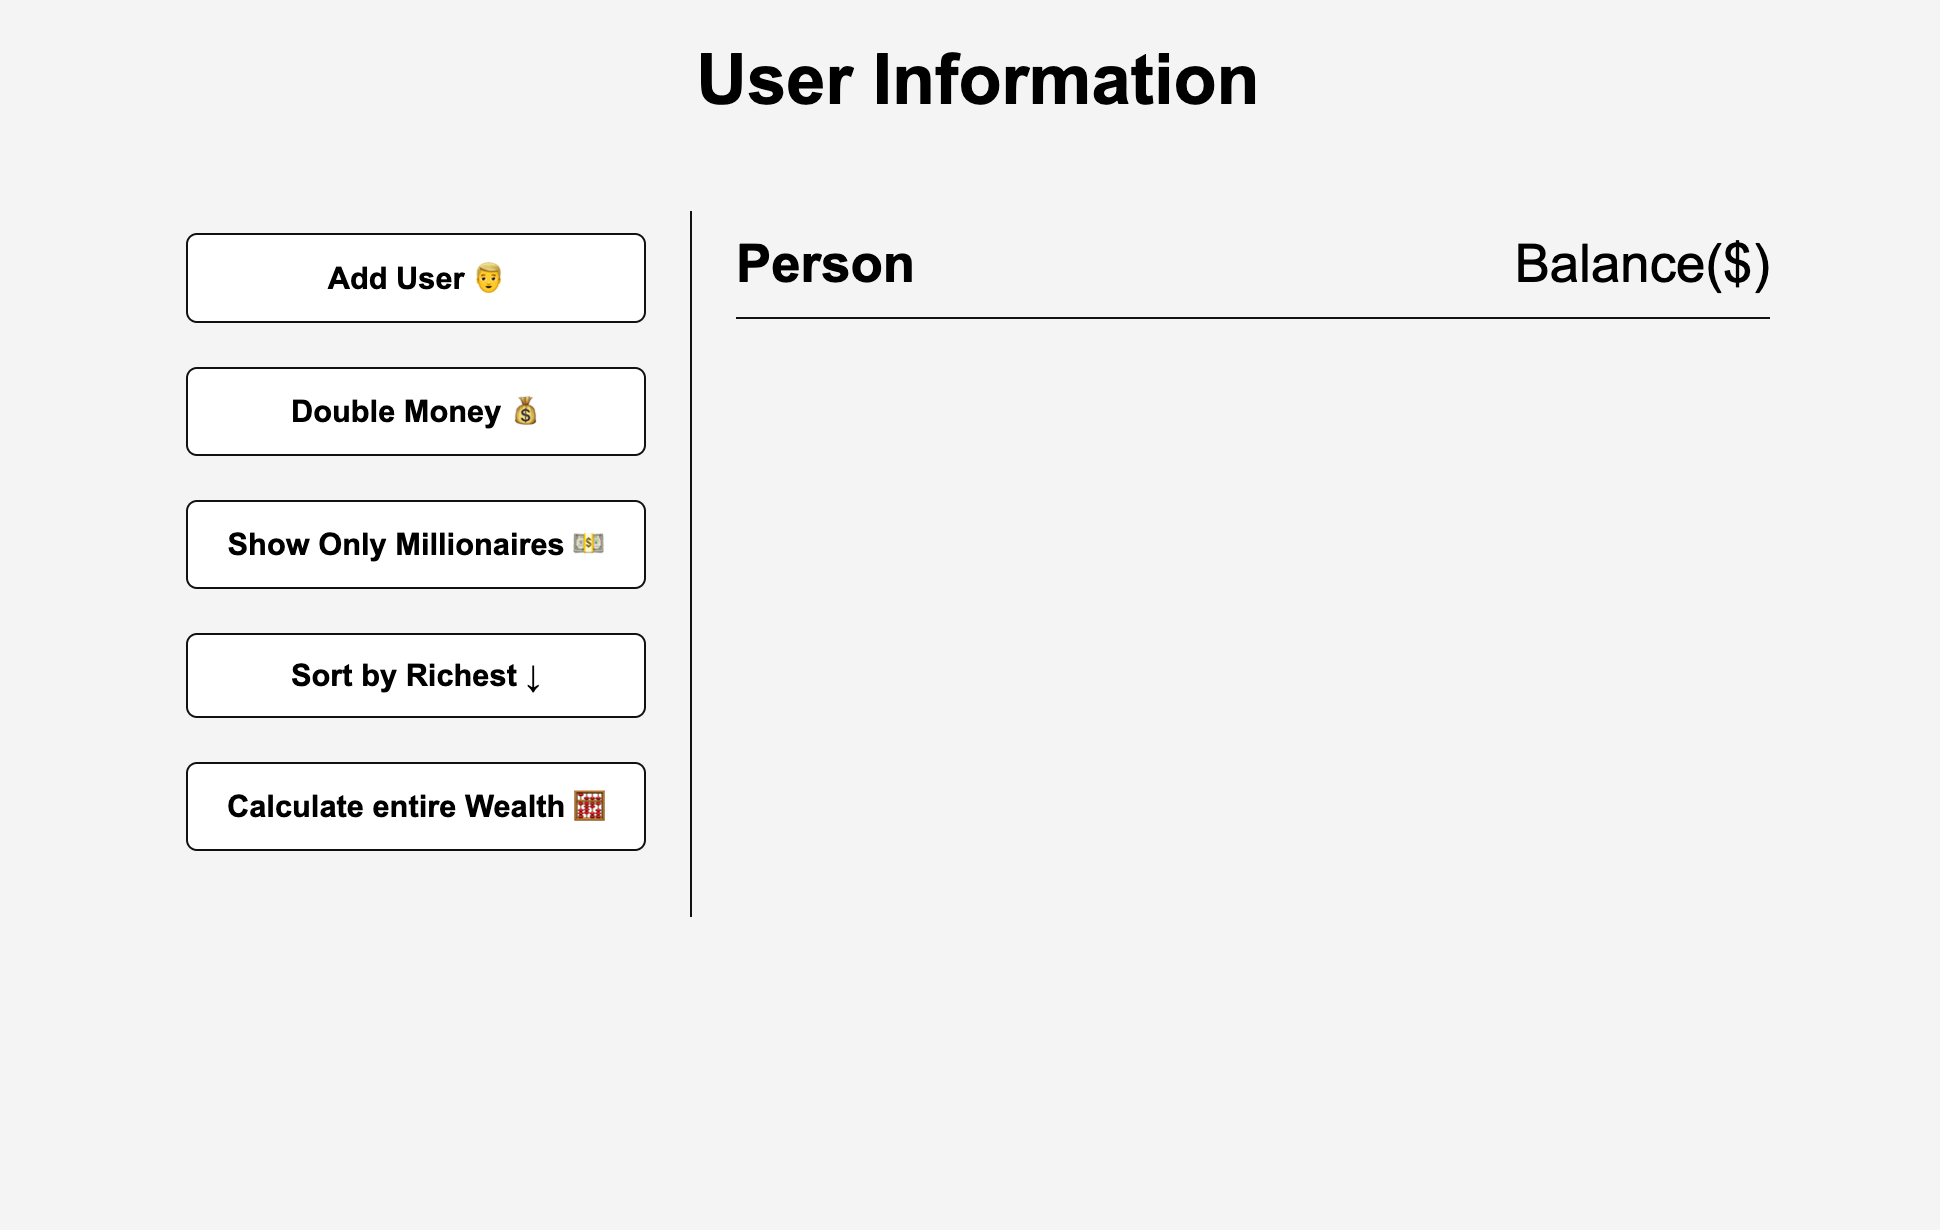 User Information
Add User 👨
Double Money 💰
Show Only Millionaires 💵
Sort by Richest ↓
Calculate entire Wealth 🧮
Person Balance($)